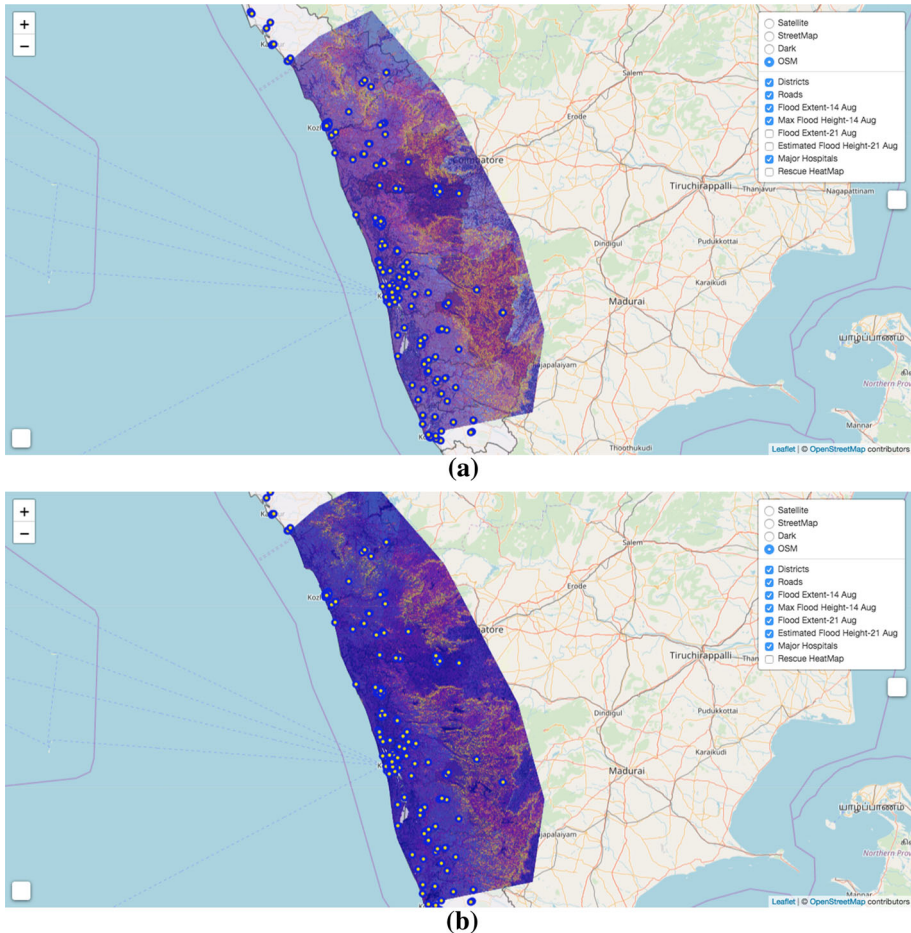 +
−
Salem
Erode
Tiruchirappalli
Thanjavur
Nagapattinam
Dindigul
Pudukkottai
Karaikudi
Madurai
Thoothukudi
யாழ்ப்பாணம்
Northern Prov
Mannar
Satellite
StreetMap
Dark
OSM
Districts
Roads
Flood Extent-14 Aug
Max Flood Height-14 Aug
Flood Extent-21 Aug
Estimated Flood Height-21 Aug
Major Hospitals
Rescue HeatMap
Leaflet | © OpenStreetMap contributors
(a)
+
−
Salem
Erode
Tiruchirappalli
Than
Dindigul
Pudukkottai
Karaikudi
Madurai
யாழ்ப்பாணம்
Northern Prov
Mannar
Satellite
StreetMap
Dark
OSM
Districts
Roads
Flood Extent-14 Aug
Max Flood Height-14 Aug
Flood Extent-21 Aug
Estimated Flood Height-21 Aug
Major Hospitals
Rescue HeatMap
Leaflet | © OpenStreetMap contributors
(b)